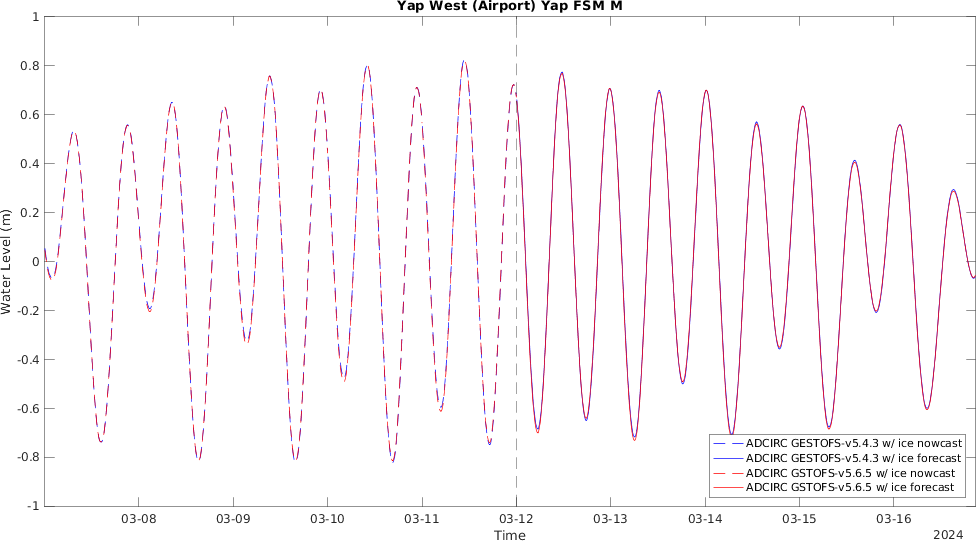 Yap West (Airport) Yap FSM M
1
0.8
0.6
0.4
0.2
0
-0.2
-0.4
-0.6
-0.8
-1
Water Level (m)
ADCIRC GESTOFS-v5.4.3 w/ ice nowcast
ADCIRC GESTOFS-v5.4.3 w/ ice forecast
ADCIRC GSTOFS-v5.6.5 w/ ice nowcast
ADCIRC GSTOFS-v5.6.5 w/ ice forecast
03-08 03-09 03-10 03-11 03-12 03-13 03-14 03-15 03-16
Time
2024